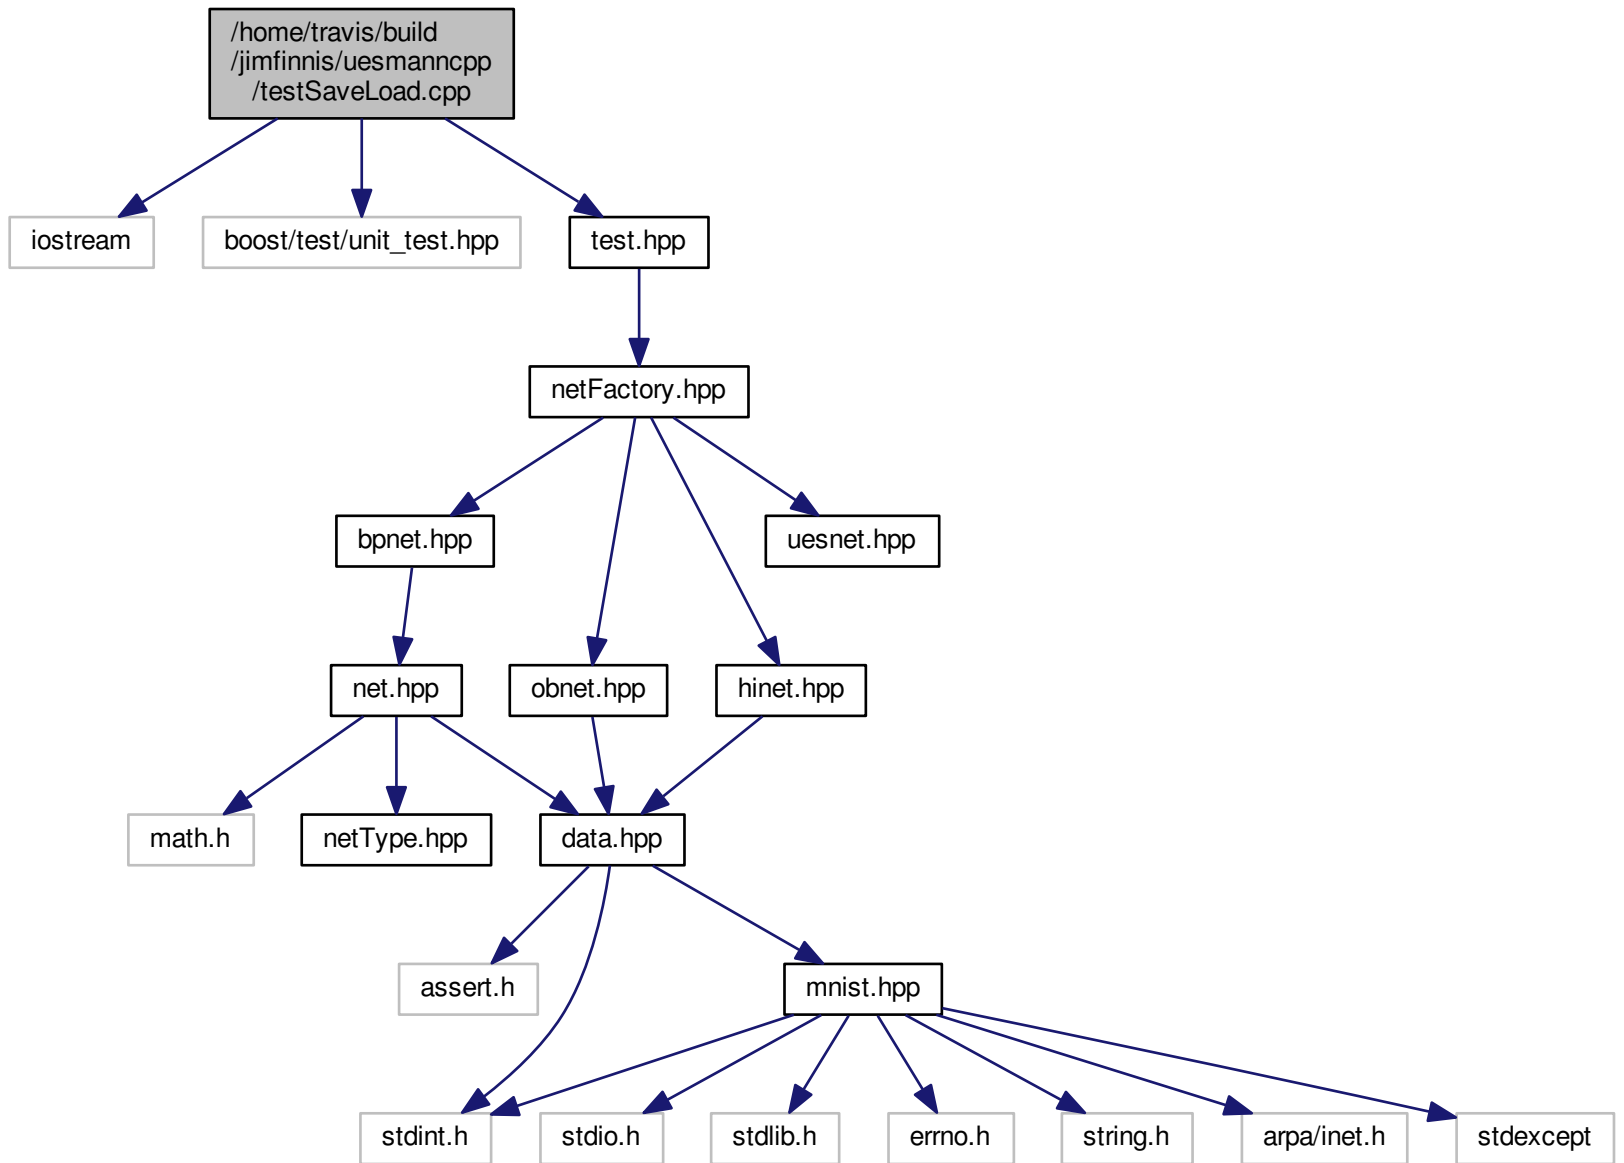 /home/travis/build
/jimfinnis/uesmanncpp
/testSaveLoad.cpp
iostream
boost/test/unit_test.hpp
test.hpp
netFactory.hpp
bpnet.hpp
uesnet.hpp
net.hpp
obnet.hpp
hinet.hpp
math.h
netType.hpp
data.hpp
assert.h
mnist.hpp
stdint.h
stdio.h
stdlib.h
errno.h
string.h
arpa/inet.h
stdexcept